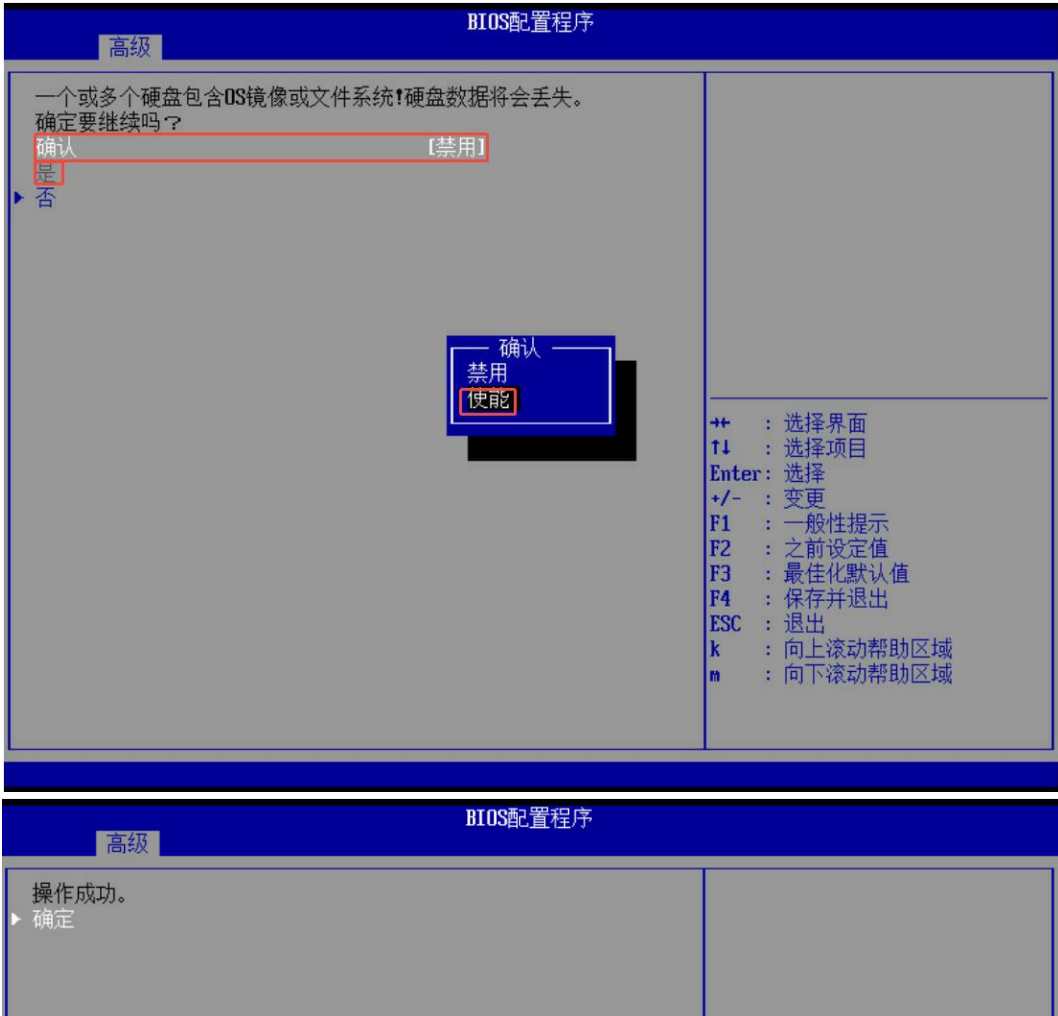 BIOS配置程序
高级
一个或多个硬盘包含OS镜像或文件系统!硬盘数据将会丢失。
确定要继续吗?
确认 [禁用]
是
▶ 否
确认
禁用
使能
→← : 选择界面
↑↓ : 选择项目
Enter: 选择
+/- : 变更
F1 : 一般性提示
F2 : 之前设定值
F3 : 最佳化默认值
F4 : 保存并退出
ESC : 退出
k : 向上滚动帮助区域
m : 向下滚动帮助区域
BIOS配置程序
高级
操作成功。
▶ 确定